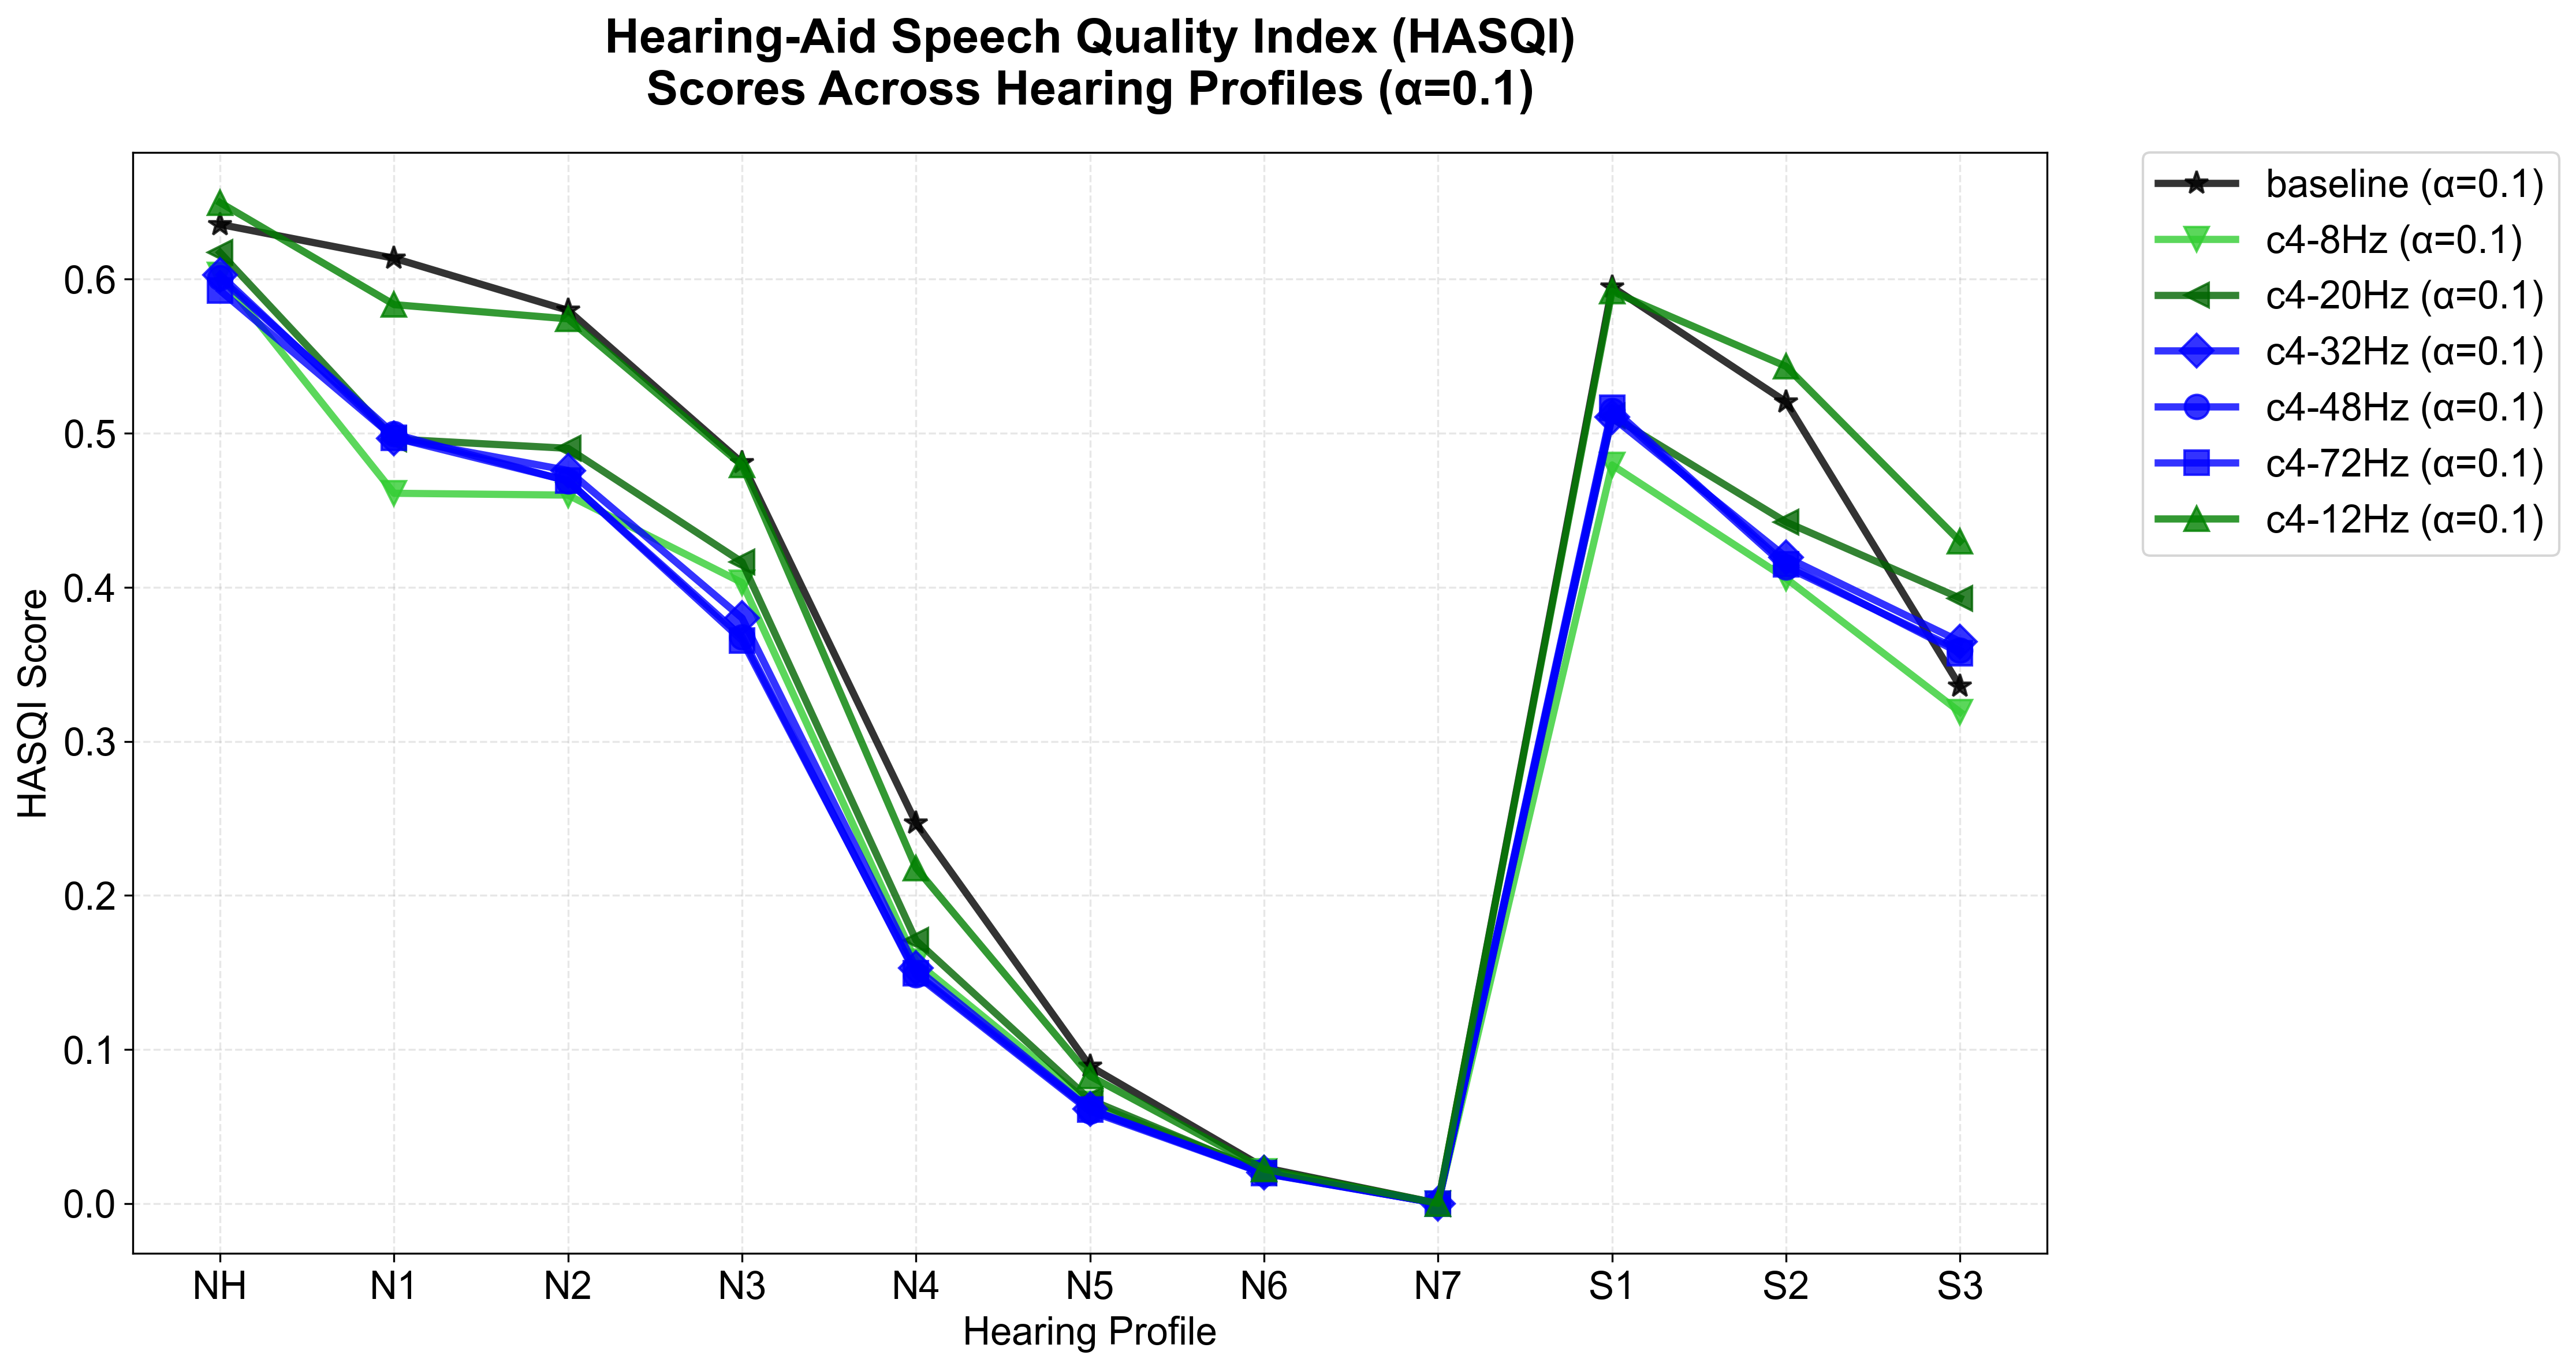 Hearing-Aid Speech Quality Index (HASQI)
Scores Across Hearing Profiles (α=0.1)
HASQI Score
0.6
0.5
0.4
0.3
0.2
0.1
0.0
NH N1 N2 N3 N4 N5 N6 N7 S1 S2 S3
Hearing Profile
baseline (α=0.1)
c4-8Hz (α=0.1)
c4-20Hz (α=0.1)
c4-32Hz (α=0.1)
c4-48Hz (α=0.1)
c4-72Hz (α=0.1)
c4-12Hz (α=0.1)